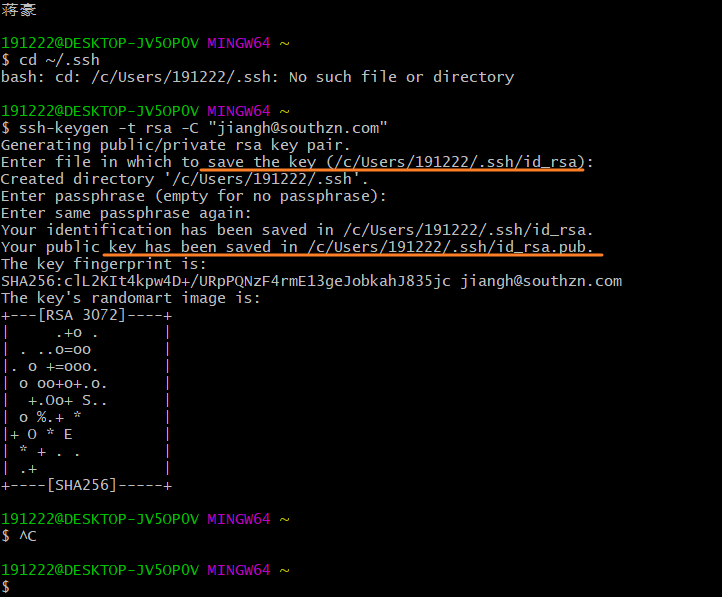 蒋豪
191222@DESKTOP-JV5OP0V MINGW64 ~
$ cd ~/.ssh
bash: cd: /c/Users/191222/.ssh: No such file or directory
191222@DESKTOP-JV5OP0V MINGW64 ~
$ ssh-keygen -t rsa -C "jiangh@southzn.com"
Generating public/private rsa key pair.
Enter file in which to save the key (/c/Users/191222/.ssh/id_rsa):
Created directory '/c/Users/191222/.ssh'.
Enter passphrase (empty for no passphrase):
Enter same passphrase again:
Your identification has been saved in /c/Users/191222/.ssh/id_rsa.
Your public key has been saved in /c/Users/191222/.ssh/id_rsa.pub.
The key fingerprint is:
SHA256:clL2KIt4kpw4D+/URpPQNzF4rmE13geJobkahJ835jc jiangh@southzn.com
The key's randomart image is:
+---[RSA 3072]----+
|      .+o .      |
| . ..o=oo        |
|. o +=ooo.       |
| o oo+o+.o.      |
|  +.Oo+ S..      |
| o %.+ *         |
|+ O * E          |
| * + . .         |
| .+              |
+----[SHA256]-----+
191222@DESKTOP-JV5OP0V MINGW64 ~
$ ^C
191222@DESKTOP-JV5OP0V MINGW64 ~
$